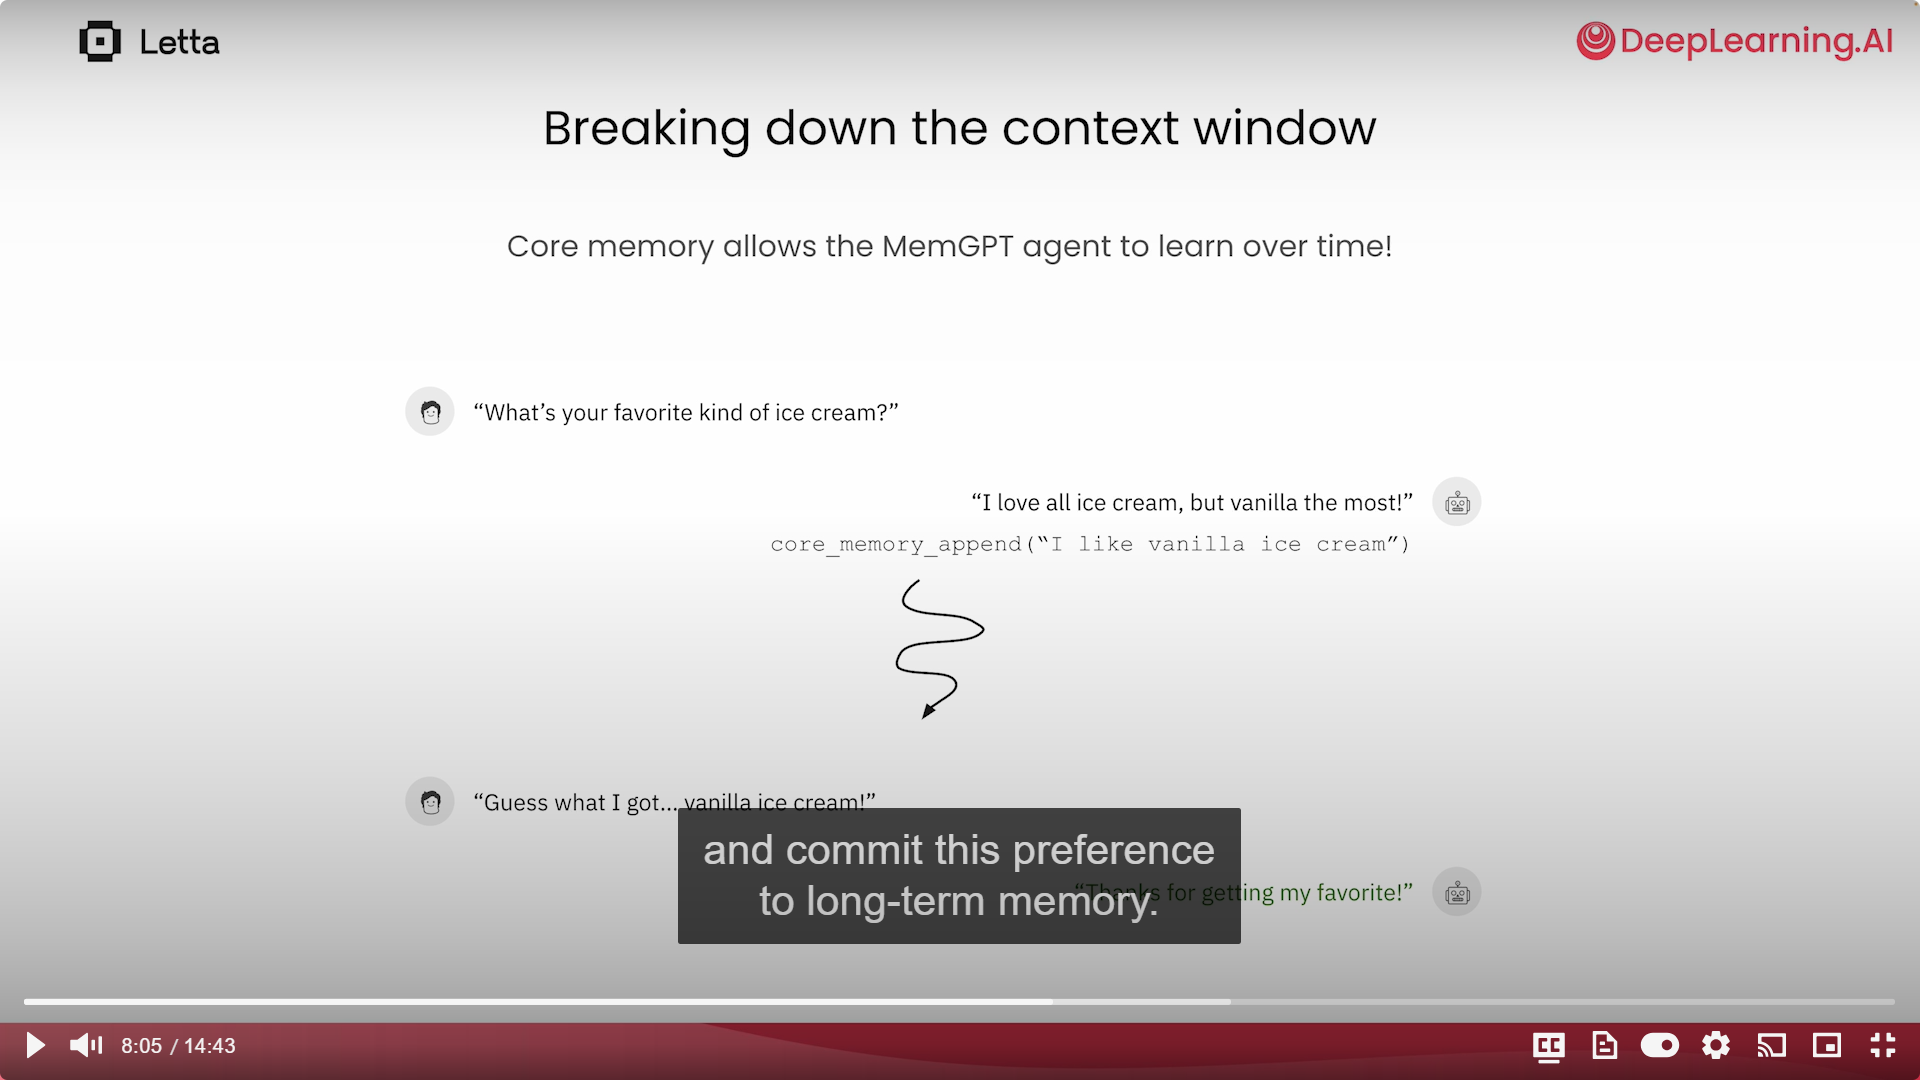 Letta
DeepLearning.AI
Breaking down the context window
Core memory allows the MemGPT agent to learn over time!
“What’s your favorite kind of ice cream?”
“I love all ice cream, but vanilla the most!”
core_memory_append(“I like vanilla ice cream”)
“Guess what I got... vanilla ice cream!”
and commit this preference
to long-term memory.
“Thanks for getting my favorite!”
8:05 / 14:43
CC